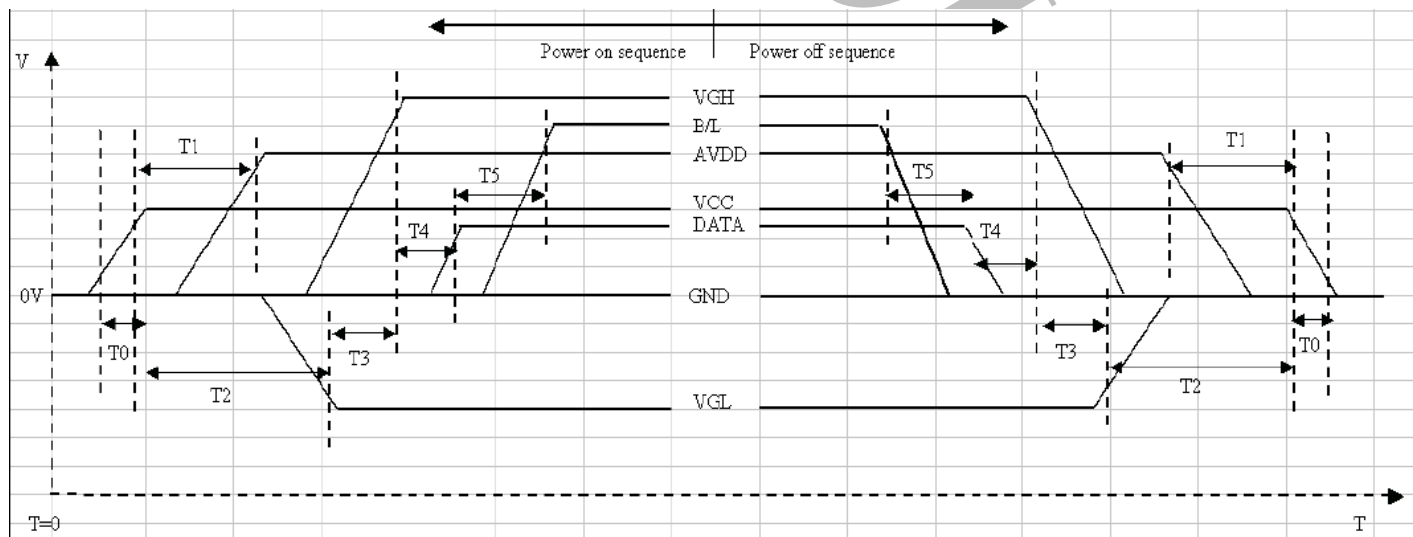 Power on sequence
Power off sequence
V
VGH
B/L
T1
AVDD
T1
T5
T5
VCC
DATA
T4
T4
0V
GND
T0
T3
T3
T0
T2
T2
VGL
T=0
T